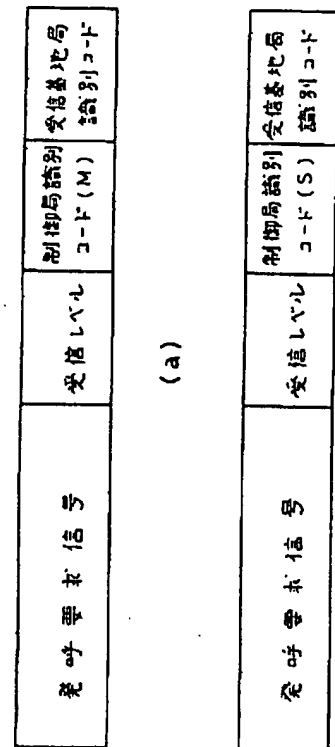 発呼要求信号
受信レベル
制御局識別
コード(M)
受信基地局
識別コード
(a)
発呼要求信号
受信レベル
制御局識別
コード(S)
受信基地局
識別コード